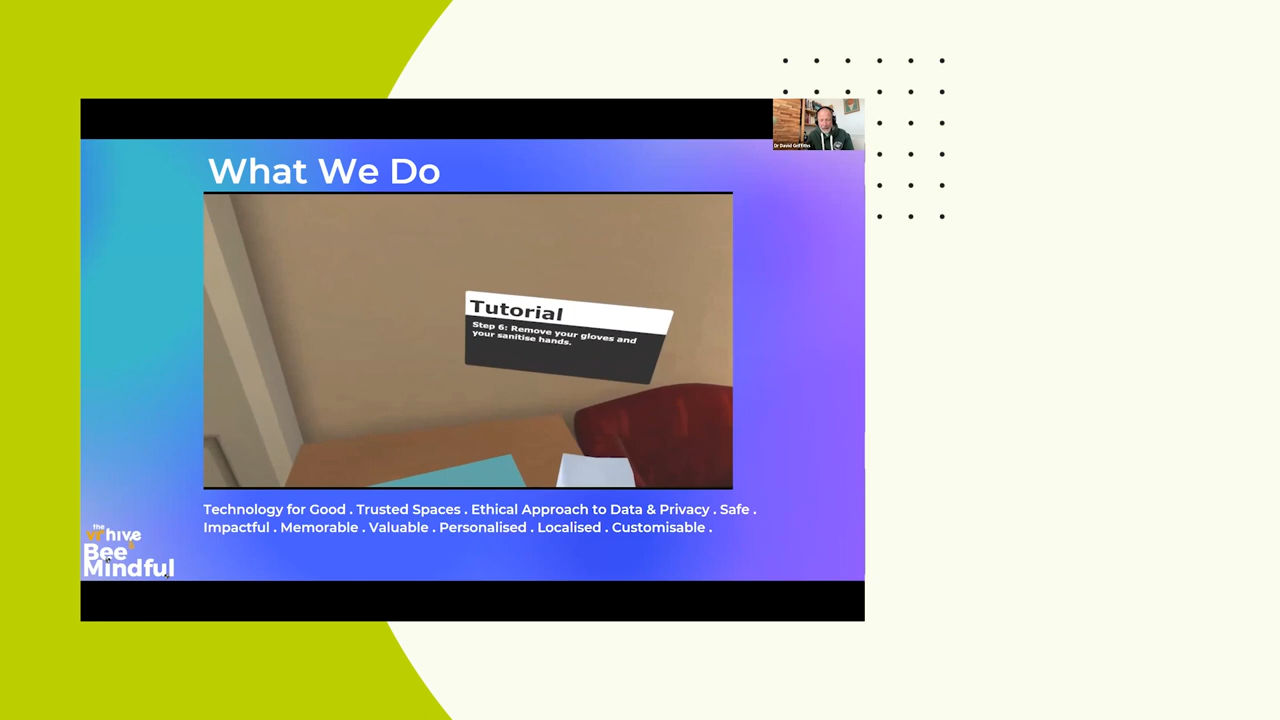 Dr David Griffiths
What We Do
Tutorial
Step 6: Remove your gloves and
your sanitise hands.
Technology for Good . Trusted Spaces . Ethical Approach to Data & Privacy . Safe .
Impactful . Memorable . Valuable . Personalised . Localised . Customisable .
the
vr hive
Bee
Mindful